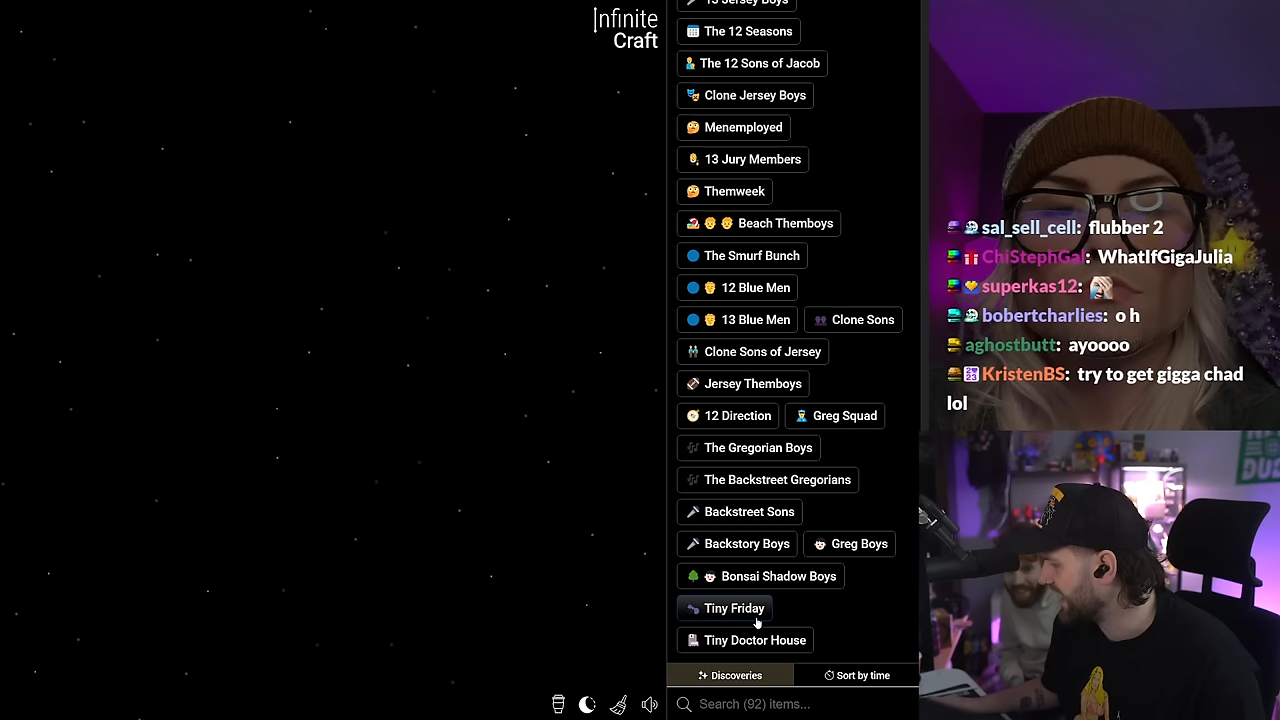 Infinite
Craft
13 Jersey Boys
The 12 Seasons
The 12 Sons of Jacob
Clone Jersey Boys
Menemployed
13 Jury Members
Themweek
Beach Themboys
The Smurf Bunch
12 Blue Men
13 Blue Men
Clone Sons
Clone Sons of Jersey
Jersey Themboys
12 Direction
Greg Squad
The Gregorian Boys
The Backstreet Gregorians
Backstreet Sons
Backstory Boys
Greg Boys
Bonsai Shadow Boys
Tiny Friday
Tiny Doctor House
Discoveries
Sort by time
Search (92) items...
sal_sell_cell: flubber 2
ChiStephGal: WhatIfGigaJulia
superkas12:
bobertcharlies: o h
aghostbutt: ayoooo
KristenBS: try to get gigga chad
lol